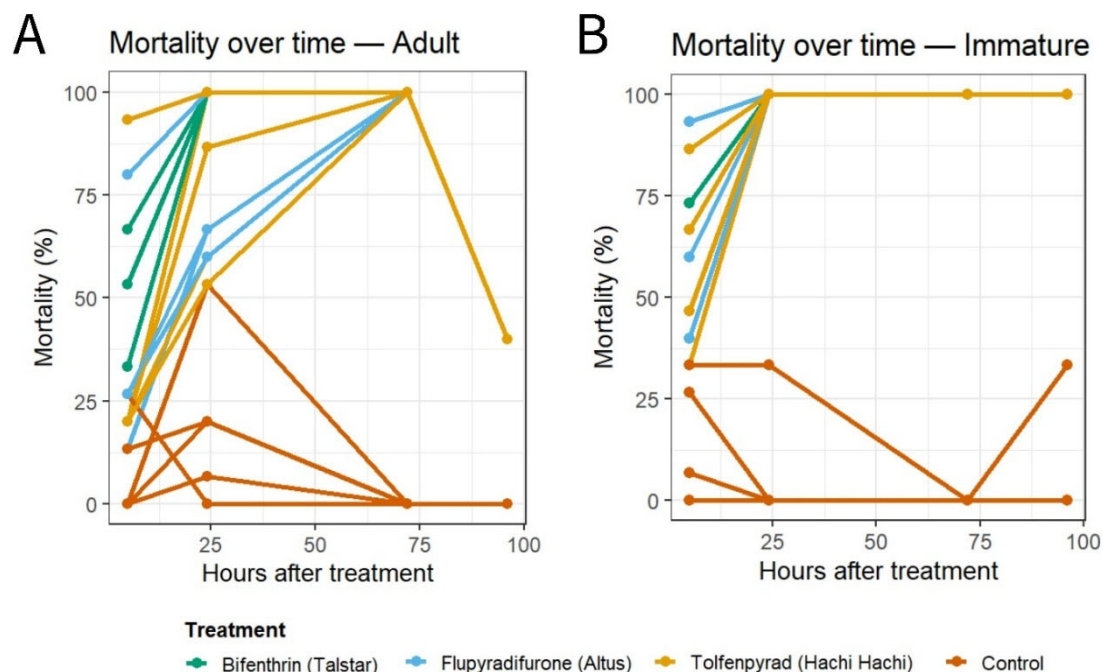 A
Mortality over time — Adult
Mortality (%)
100
75
50
25
0
25
50
75
100
Hours after treatment
B
Mortality over time — Immature
Mortality (%)
100
75
50
25
0
25
50
75
100
Hours after treatment
Treatment
Bifenthrin (Talstar)
Flupyradifurone (Altus)
Tolfenpyrad (Hachi Hachi)
Control